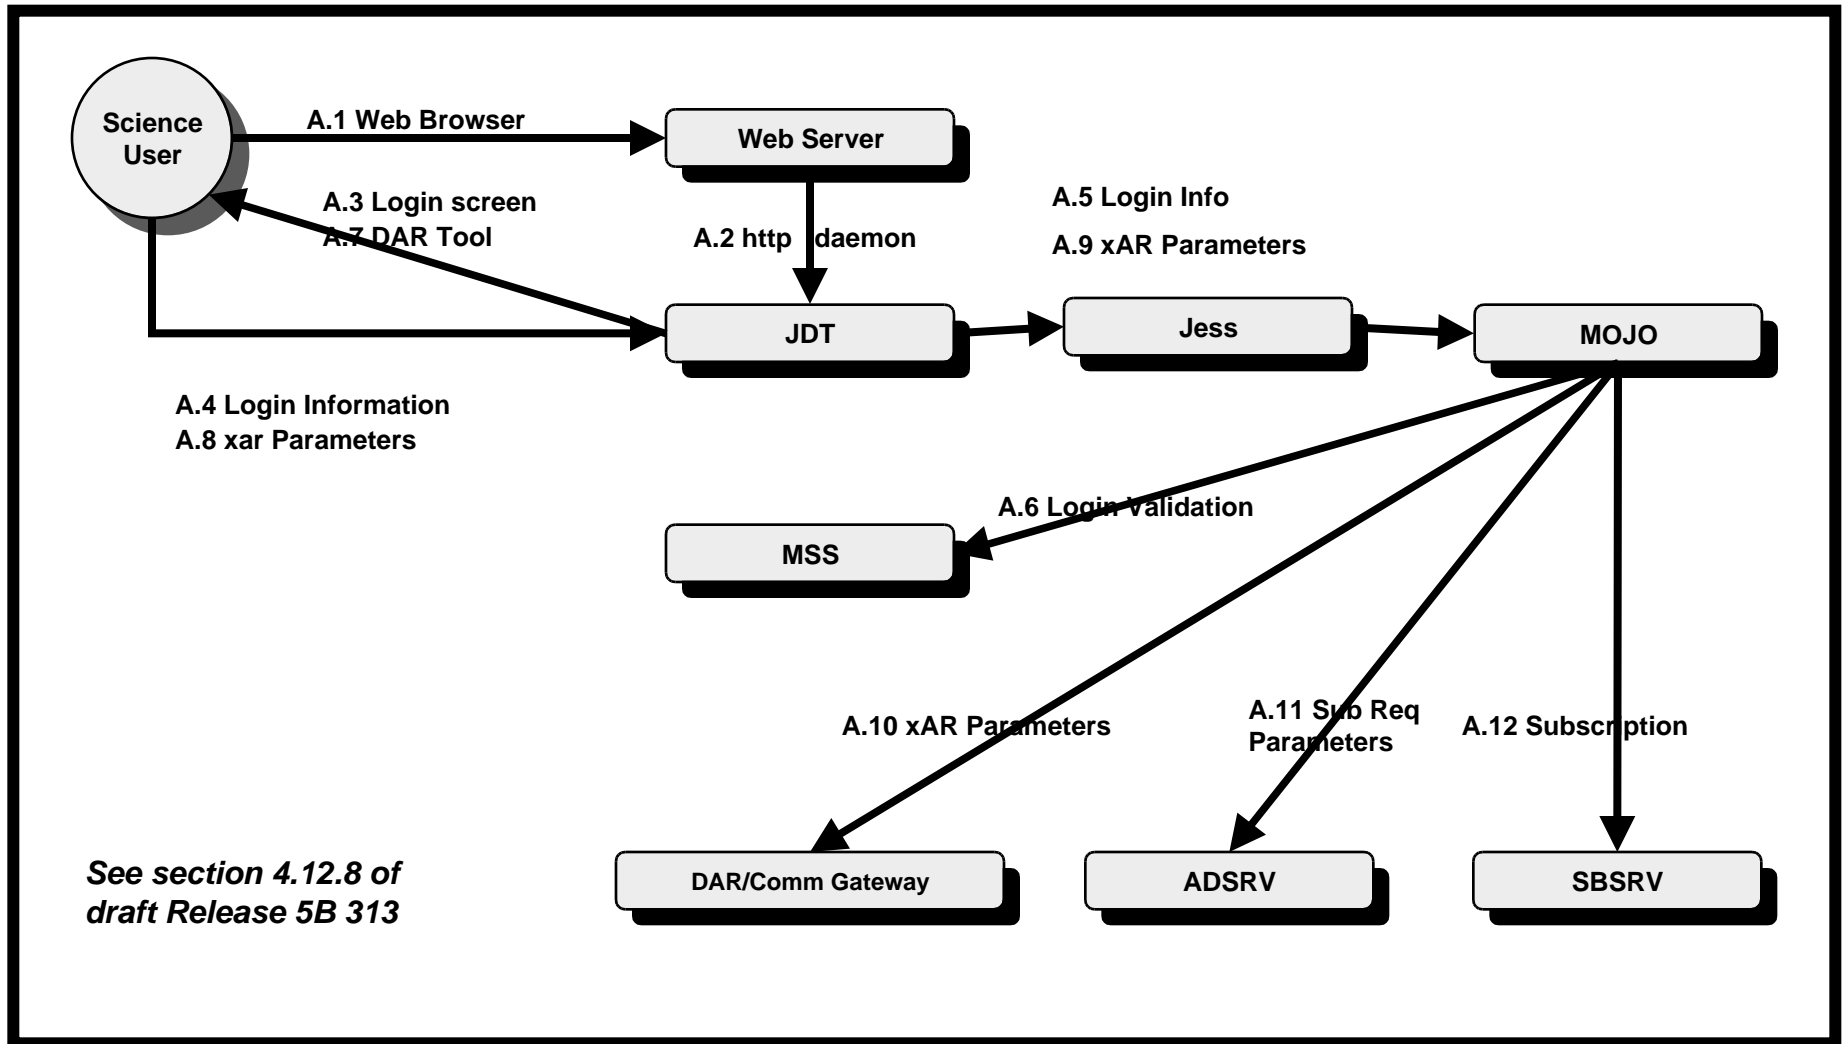 Science
User
A.1 Web Browser
Web Server
A.3 Login screen
A.7 DAR Tool
A.2 http daemon
A.5 Login Info
A.9 xAR Parameters
JDT
Jess
MOJO
A.4 Login Information
A.8 xar Parameters
A.6 Login Validation
MSS
A.10 xAR Parameters
A.11 Sub Req
Parameters
A.12 Subscription
See section 4.12.8 of
draft Release 5B 313
DAR/Comm Gateway
ADSRV
SBSRV